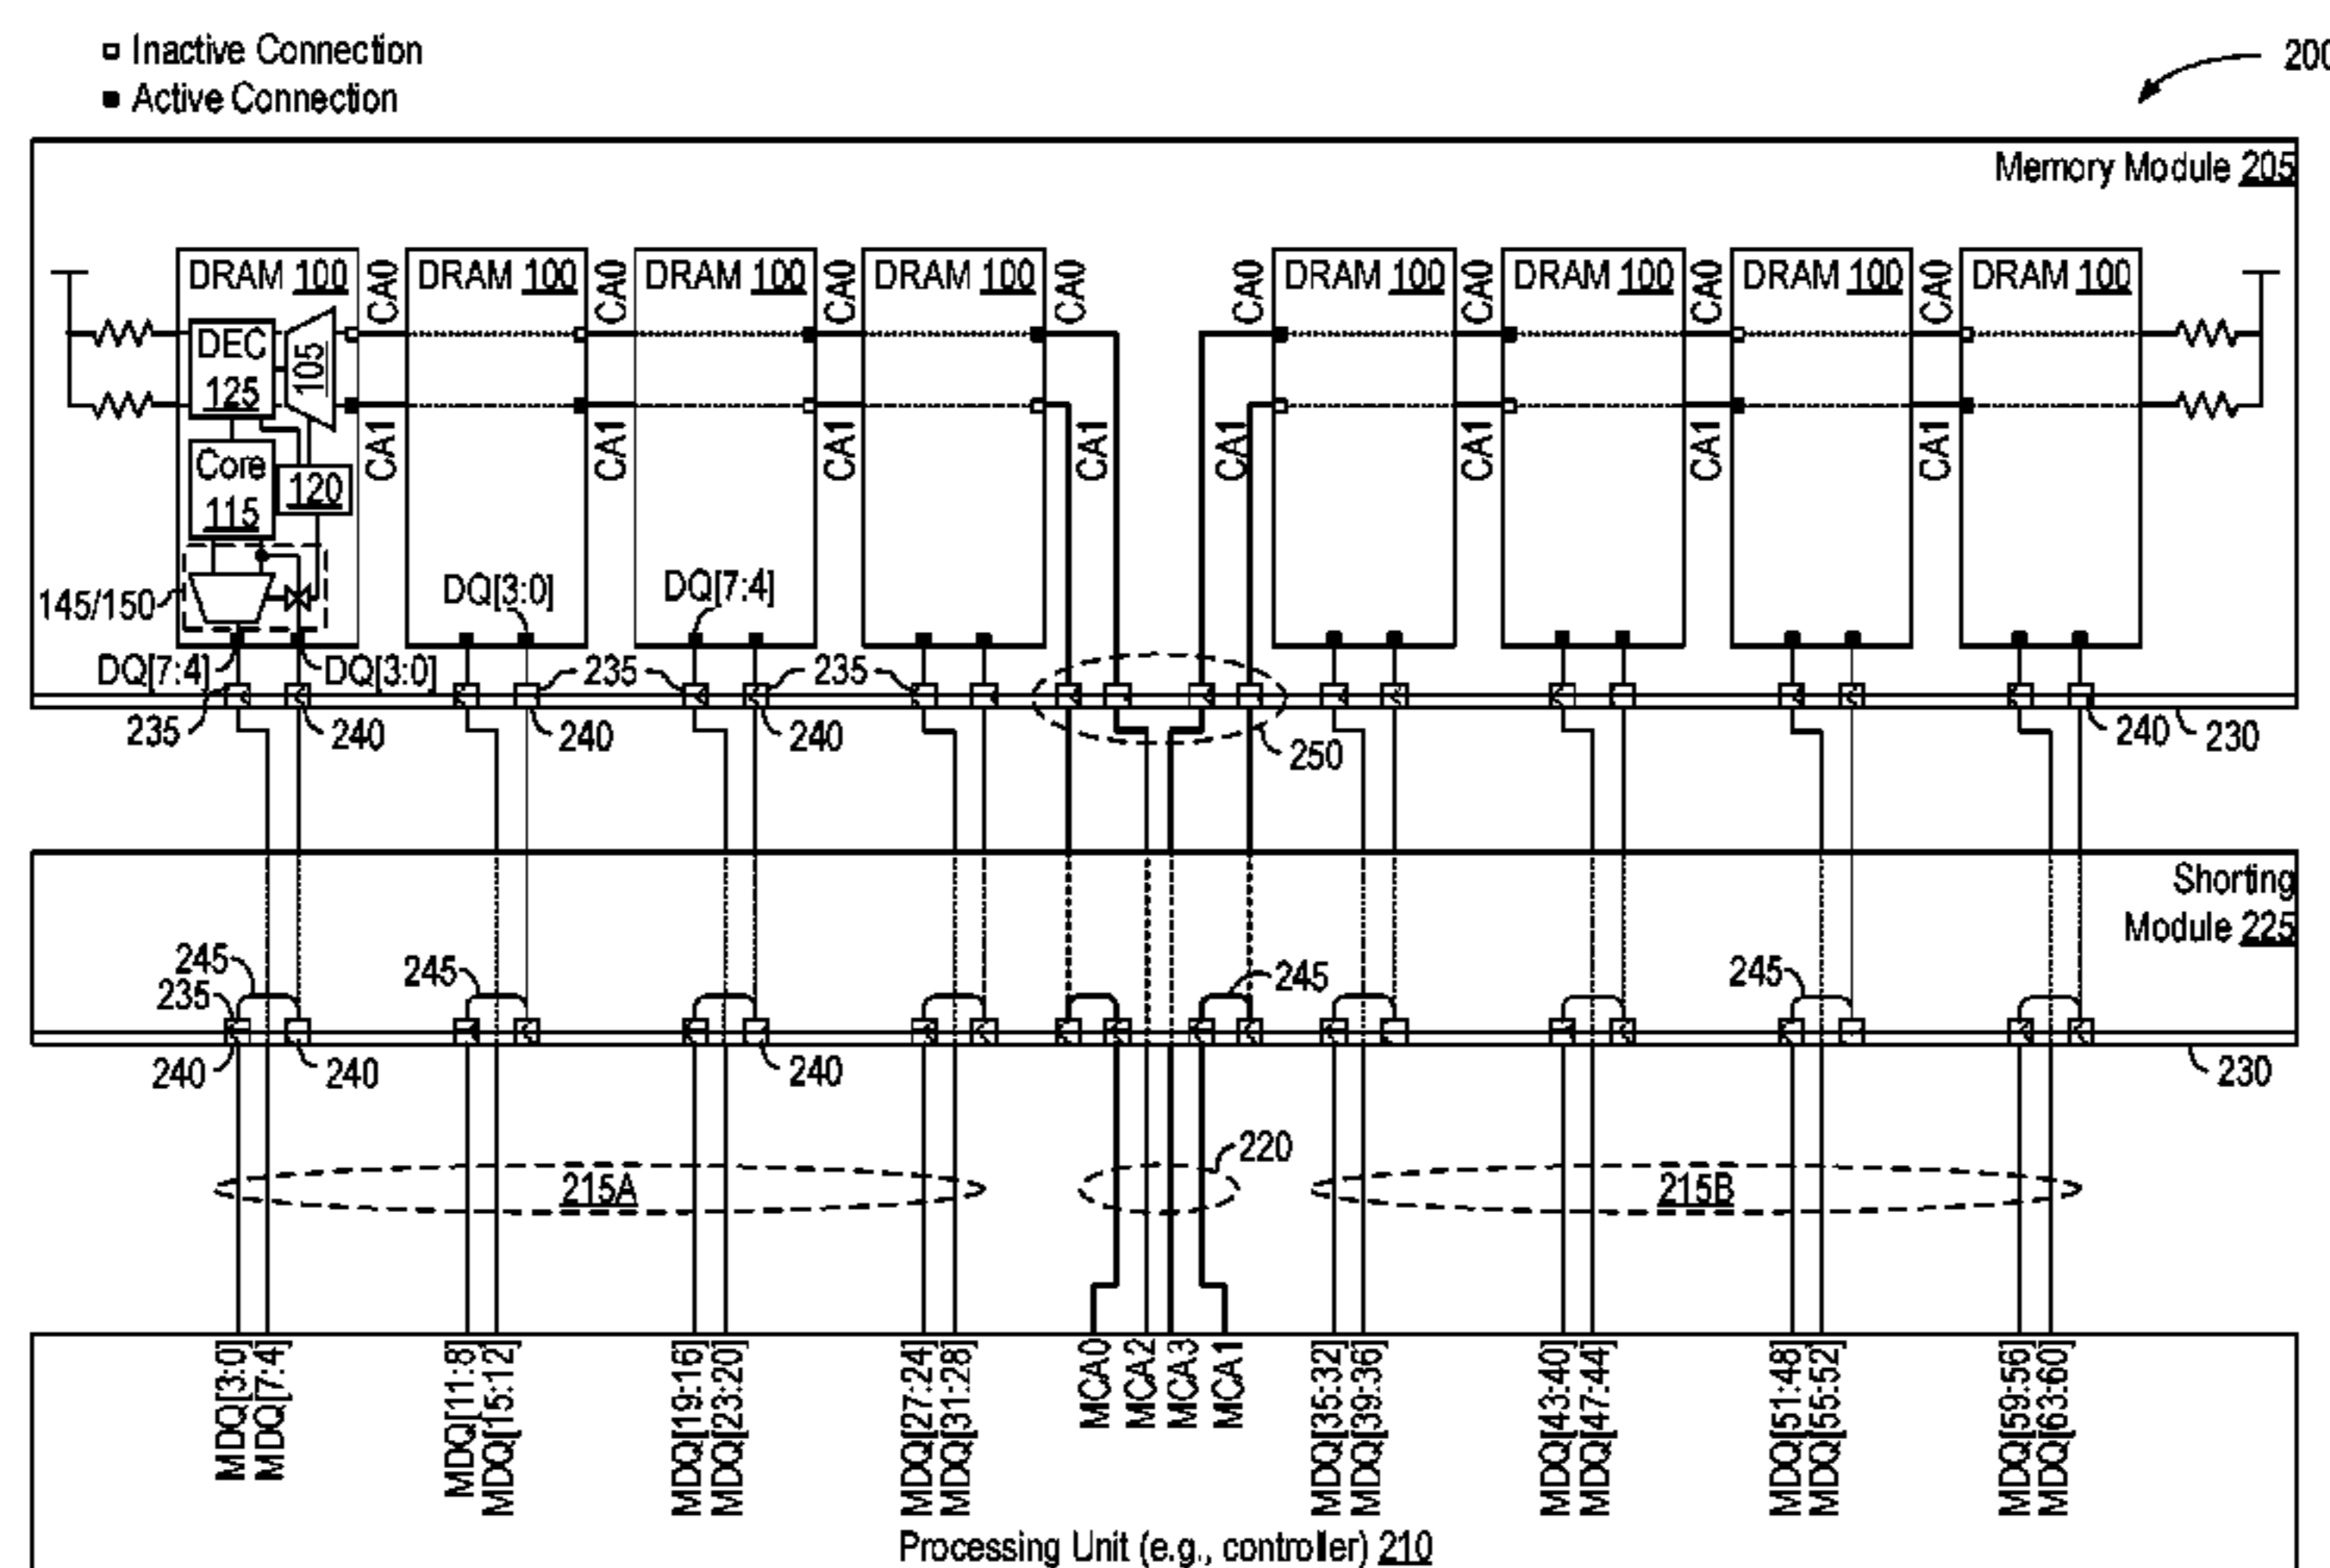 Inactive Connection
Active Connection
200
Memory Module 205
DRAM 100 CA0 DRAM 100 CA0 DRAM 100 CA0 DRAM 100 CA0 CA0 DRAM 100 CA0 DRAM 100 CA0 DRAM 100 CA0 DRAM 100
DEC 105
125
CA1 CA1 CA1 CA1 CA1 CA1 CA1 CA1
Core
115 120
145/150 DQ[3:0] DQ[7:4]
DQ[7:4] DQ[3:0] 235 235
235 240 240 240 250 240 230
Shorting
Module 225
245 245 245 245
235
240 240 240 230
220
215A 215B
MDQ[3:0]
MDQ[7:4]
MDQ[11:8]
MDQ[15:12]
MDQ[19:16]
MDQ[23:20]
MDQ[27:24]
MDQ[31:28]
MCA0
MCA2
MCA3
MCA1
MDQ[35:32]
MDQ[39:36]
MDQ[43:40]
MDQ[47:44]
MDQ[51:48]
MDQ[55:52]
MDQ[59:56]
MDQ[63:60]
Processing Unit (e.g., controller) 210